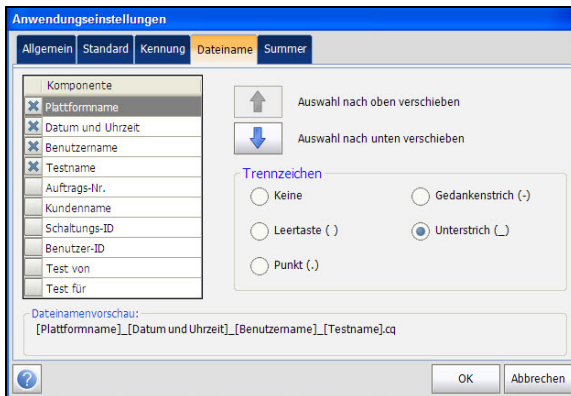 Anwendungseinstellungen
Allgemein Standard Kennung Dateiname Summer
Komponente
Plattformname
Datum und Uhrzeit
Benutzername
Testname
Auftrags-Nr.
Kundenname
Schaltungs-ID
Benutzer-ID
Test von
Test für
Auswahl nach oben verschieben
Auswahl nach unten verschieben
Trennzeichen
Keine Gedankenstrich (-)
Leertaste ( ) Unterstrich (_)
Punkt (.)
Dateinamenvorschau:
[Plattformname]_[Datum und Uhrzeit]_[Benutzername]_[Testname].cq
? OK Abbrechen